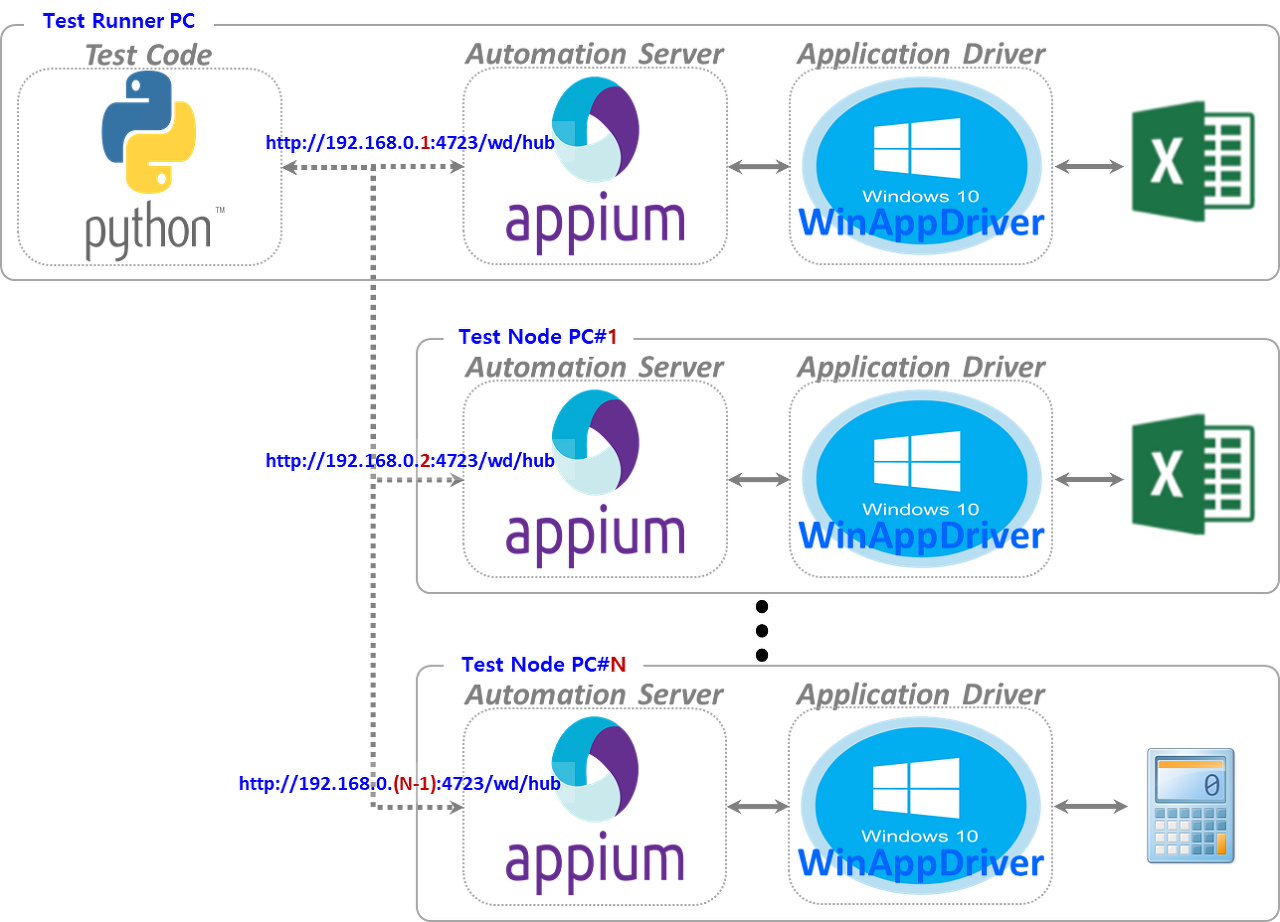 Test Runner PC
Test Code
Automation Server
Application Driver
http://192.168.0.1:4723/wd/hub
python™
appium
Windows 10
WinAppDriver
X
Test Node PC#1
Automation Server
Application Driver
http://192.168.0.2:4723/wd/hub
appium
Windows 10
WinAppDriver
X
Test Node PC#N
Automation Server
Application Driver
http://192.168.0.(N-1):4723/wd/hub
appium
Windows 10
WinAppDriver
0